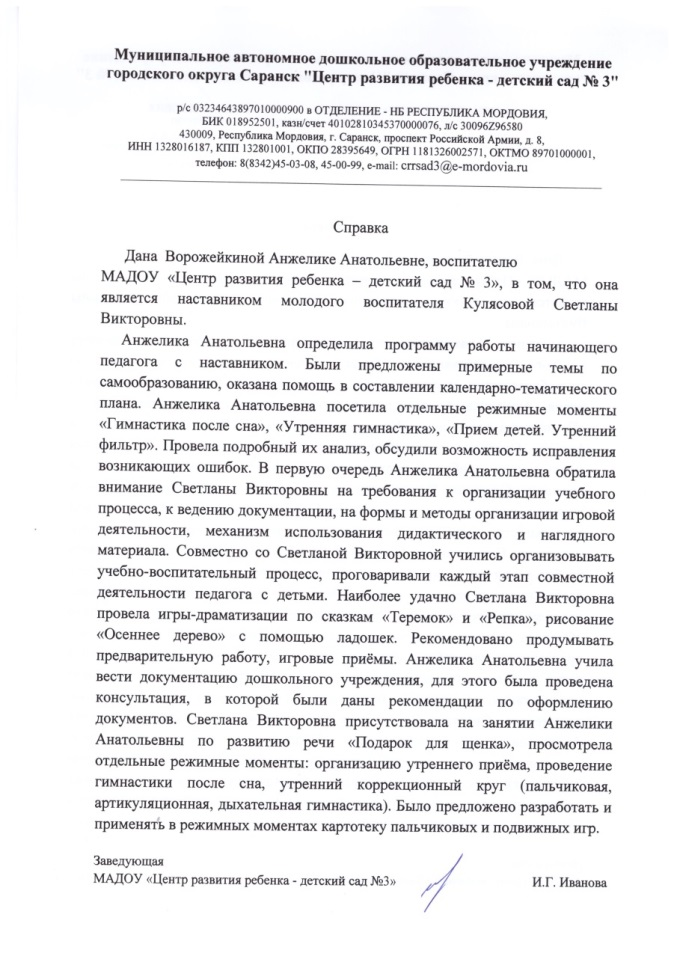 Муниципальное автономное дошкольное образовательное учреждение
городского округа Саранск "Центр развития ребенка - детский сад № 3"
р/с 03234643897010000900 в ОТДЕЛЕНИЕ - НБ РЕСПУБЛИКА МОРДОВИЯ,
БИК 018952501, казн/счет 40102810345370000076, л/с 30096Z96580
430009, Республика Мордовия, г. Саранск, проспект Российской Армии, д. 8,
ИНН 1328016187, КПП 132801001, ОКПО 28395649, ОГРН 1181326002571, ОКТМО 89701000001,
телефон: 8(8342)45-03-08, 45-00-99, e-mail: crrsad3@e-mordovia.ru
Справка
Дана Ворожейкиной Анжелике Анатольевне, воспитателю
МАДОУ «Центр развития ребенка – детский сад № 3», в том, что она
является наставником молодого воспитателя Кулясовой Светланы
Викторовны.
Анжелика Анатольевна определила программу работы начинающего
педагога с наставником. Были предложены примерные темы по
самообразованию, оказана помощь в составлении календарно-тематического
плана. Анжелика Анатольевна посетила отдельные режимные моменты
«Гимнастика после сна», «Утренняя гимнастика», «Прием детей. Утренний
фильтр». Провела подробный их анализ, обсудили возможность исправления
возникающих ошибок. В первую очередь Анжелика Анатольевна обратила
внимание Светланы Викторовны на требования к организации учебного
процесса, к ведению документации, на формы и методы организации игровой
деятельности, механизм использования дидактического и наглядного
материала. Совместно со Светланой Викторовной учились организовывать
учебно-воспитательный процесс, проговаривали каждый этап совместной
деятельности педагога с детьми. Наиболее удачно Светлана Викторовна
провела игры-драматизации по сказкам «Теремок» и «Репка», рисование
«Осеннее дерево» с помощью ладошек. Рекомендовано продумывать
предварительную работу, игровые приёмы. Анжелика Анатольевна учила
вести документацию дошкольного учреждения, для этого была проведена
консультация, в которой были даны рекомендации по оформлению
документов. Светлана Викторовна присутствовала на занятии Анжелики
Анатольевны по развитию речи «Подарок для щенка», просмотрела
отдельные режимные моменты: организацию утреннего приёма, проведение
гимнастики после сна, утренний коррекционный круг (пальчиковая,
артикуляционная, дыхательная гимнастика). Было предложено разработать и
применять в режимных моментах картотеку пальчиковых и подвижных игр.
Заведующая
МАДОУ «Центр развития ребенка - детский сад №3» И.Г. Иванова